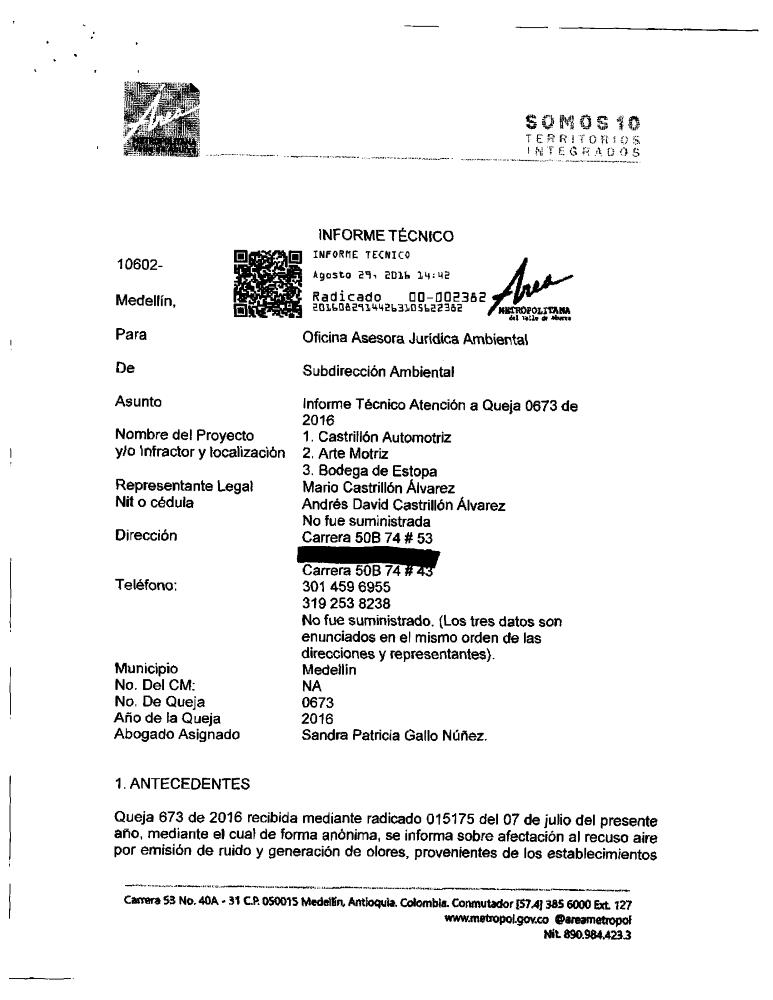 Área
METROPOLITANA
SOMOS 10
TERRITORIOS
INTEGRADOS
INFORME TÉCNICO
INFORME TECNICO
10602-
Agosto 29, 2016 14:42
Radicado 00-002382
Medellín,
Área
METROPOLITANA
del Valle de Aburrá
Para
Oficina Asesora Jurídica Ambiental
De
Subdirección Ambiental
Asunto
Informe Técnico Atención a Queja 0673 de
2016
Nombre del Proyecto 1. Castrillón Automotriz
y/o Infractor y localización 2. Arte Motriz
3. Bodega de Estopa
Representante Legal Mario Castrillón Álvarez
Nit o cédula Andrés David Castrillón Álvarez
No fue suministrada
Dirección Carrera 50B 74 # 53
Carrera 50B 74 # 43
Teléfono: 301 459 6955
319 253 8238
No fue suministrado. (Los tres datos son
enunciados en el mismo orden de las
direcciones y representantes).
Municipio Medellín
No. Del CM: NA
No. De Queja 0673
Año de la Queja 2016
Abogado Asignado Sandra Patricia Gallo Núñez.
1. ANTECEDENTES
Queja 673 de 2016 recibida mediante radicado 015175 del 07 de julio del presente
año, mediante el cual de forma anónima, se informa sobre afectación al recuso aire
por emisión de ruido y generación de olores, provenientes de los establecimientos
Carrera 53 No. 40A - 31 C.P. 050015 Medellín, Antioquia. Colombia. Conmutador [57.4] 385 6000 Ext. 127
www.metropol.gov.co @areametropol
Nit. 890.984.423.3